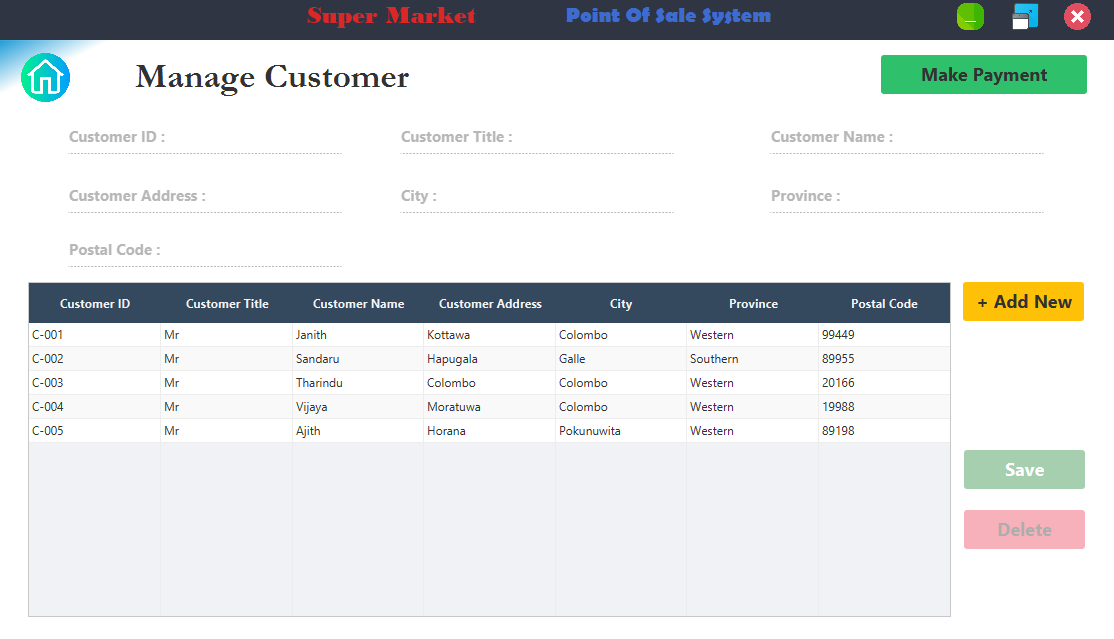 Super Market Point Of Sale System
Manage Customer Make Payment
Customer ID : Customer Title : Customer Name :
Customer Address : City : Province :
Postal Code :
Customer ID Customer Title Customer Name Customer Address City Province Postal Code
+ Add New
C-001 Mr Janith Kottawa Colombo Western 99449
C-002 Mr Sandaru Hapugala Galle Southern 89955
C-003 Mr Tharindu Colombo Colombo Western 20166
C-004 Mr Vijaya Moratuwa Colombo Western 19988
C-005 Mr Ajith Horana Pokunuwita Western 89198
Save
Delete